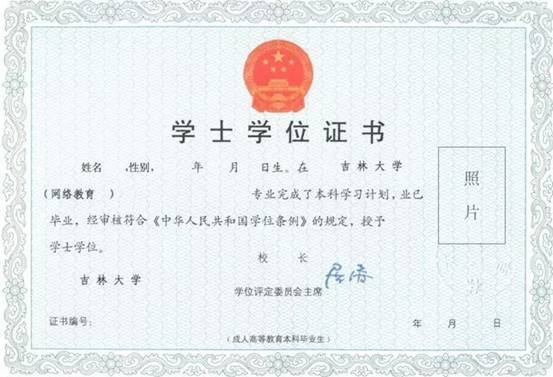 学士学位证书
姓名 ,性别, 年 月 日生。在 吉林大学
(网络教育 ) 专业完成了本科学习计划,业已
毕业,经审核符合《中华人民共和国学位条例》的规定,授予
学士学位。
照片
校 长
吉林大学
学位评定委员会主席
证书编号: 年 月 日
(成人高等教育本科毕业生)